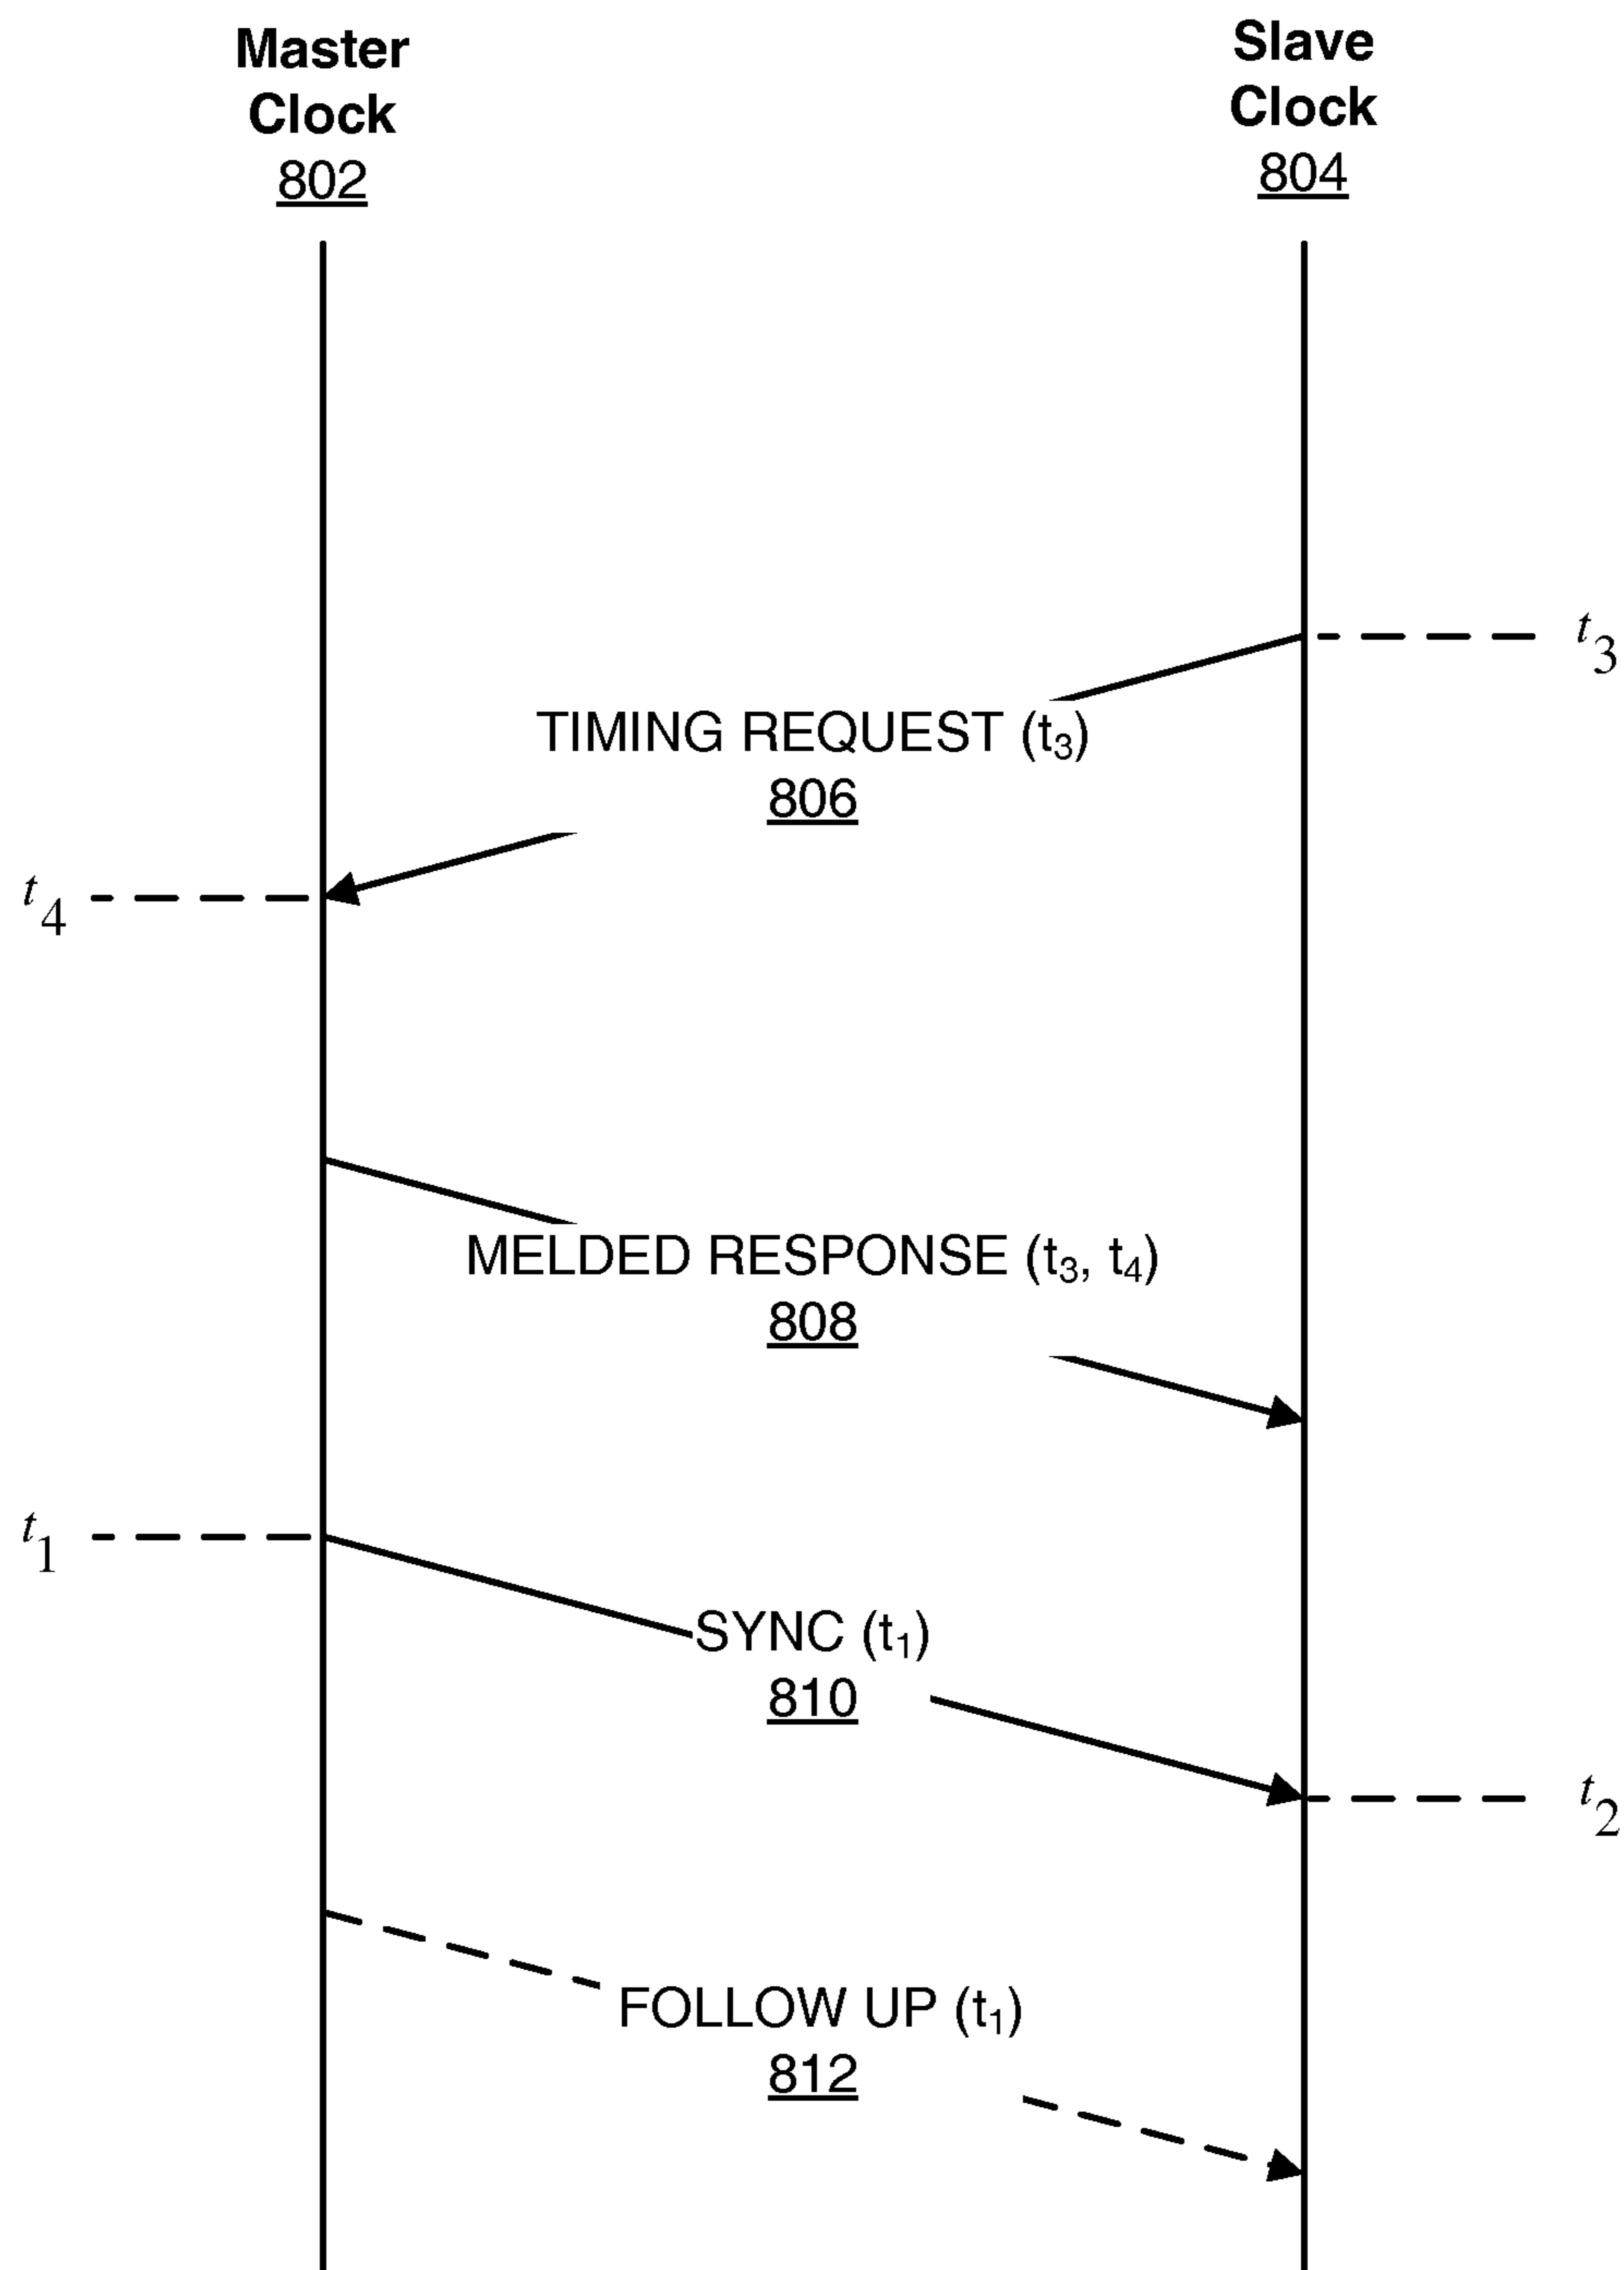 Master
Clock
802
Slave
Clock
804
t3
TIMING REQUEST (t3)
806
t4
MELDED RESPONSE (t3, t4)
808
t1
SYNC (t1)
810
t2
FOLLOW UP (t1)
812